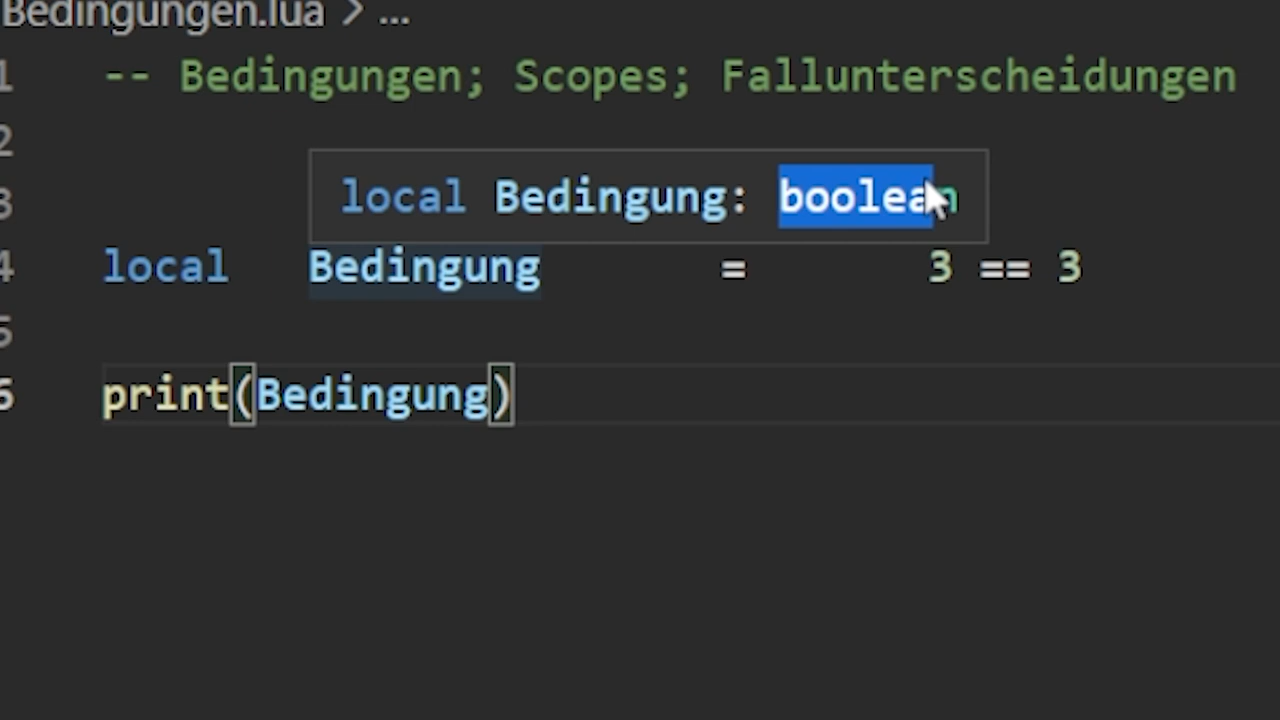 Bedingungen.lua > ...
1 -- Bedingungen; Scopes; Fallunterscheidungen
2
local Bedingung: boolean
3
4 local Bedingung = 3 == 3
5
6 print(Bedingung)